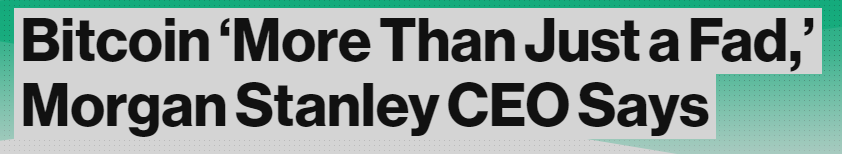 Bitcoin ‘More Than Just a Fad,’
Morgan Stanley CEO Says